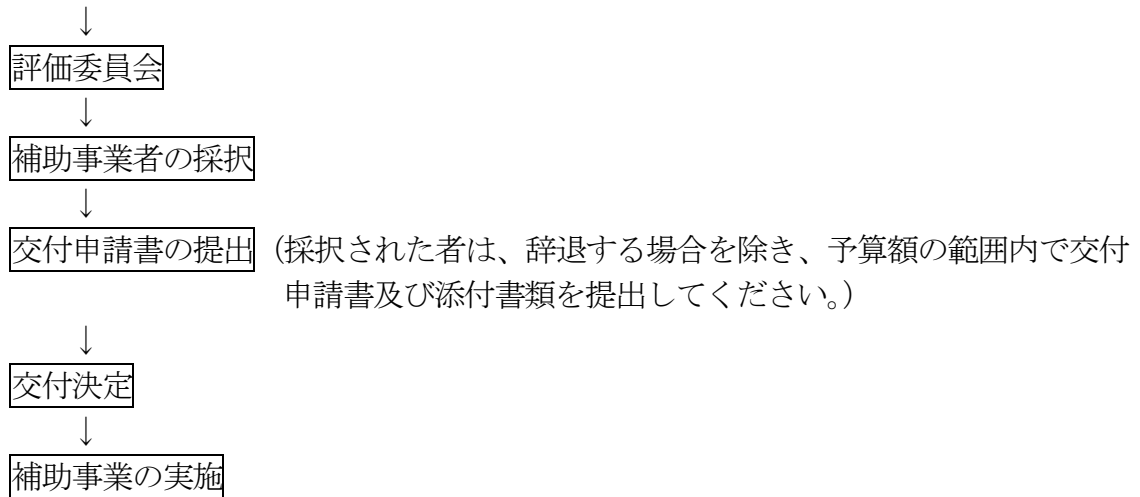 ↓
評価委員会
↓
補助事業者の採択
↓
交付申請書の提出（採択された者は、辞退する場合を除き、予算額の範囲内で交付
申請書及び添付書類を提出してください。）
↓
交付決定
↓
補助事業の実施